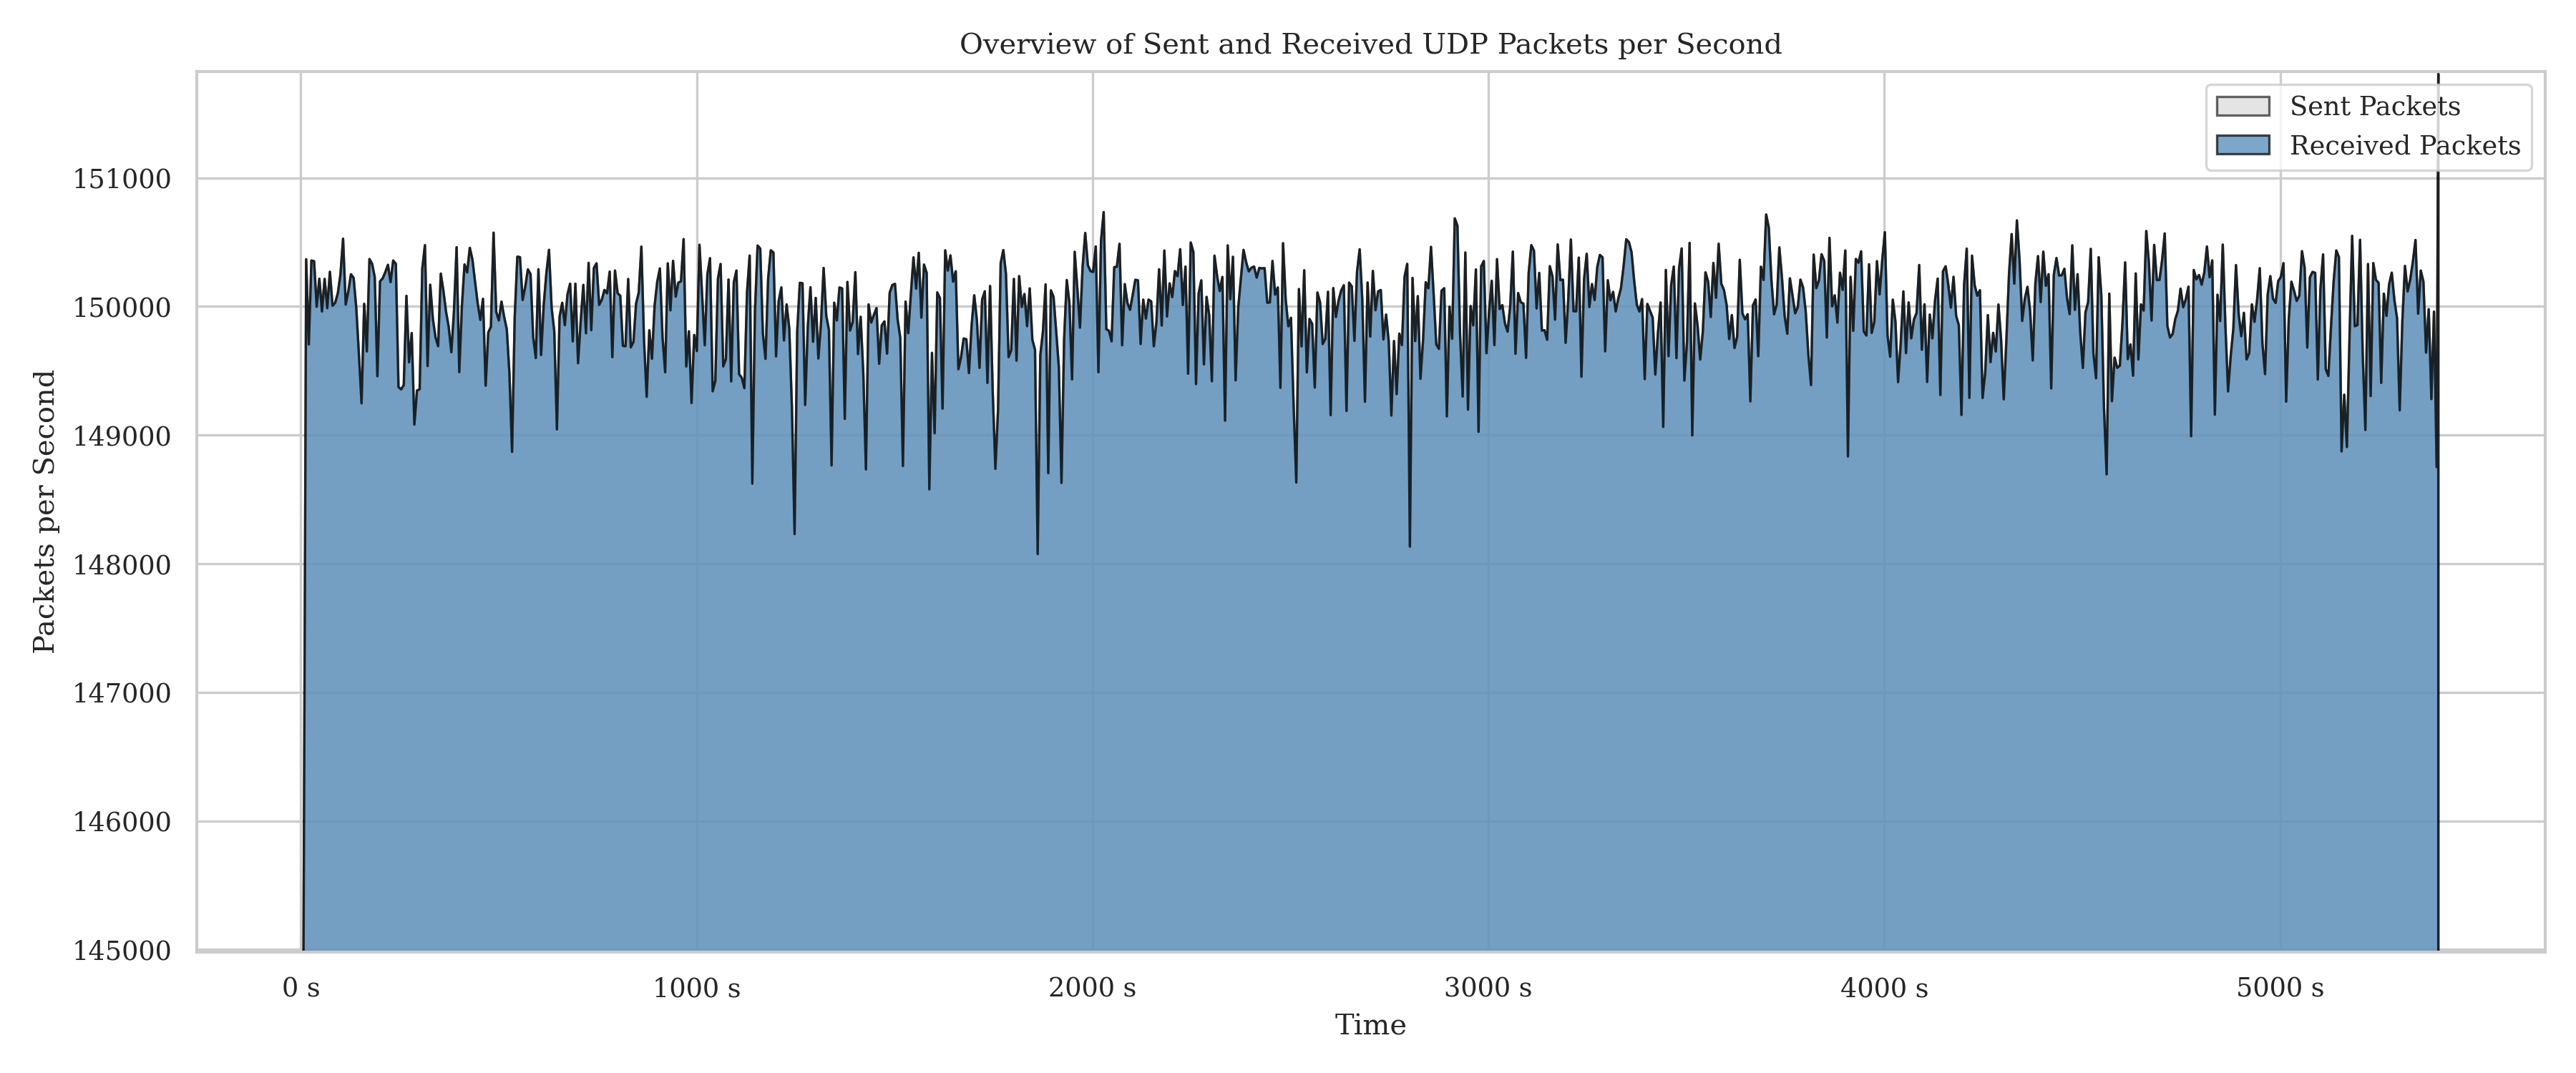 Overview of Sent and Received UDP Packets per Second
Sent Packets
Received Packets
Packets per Second
151000
150000
149000
148000
147000
146000
145000
0 s
1000 s
2000 s
3000 s
4000 s
5000 s
Time